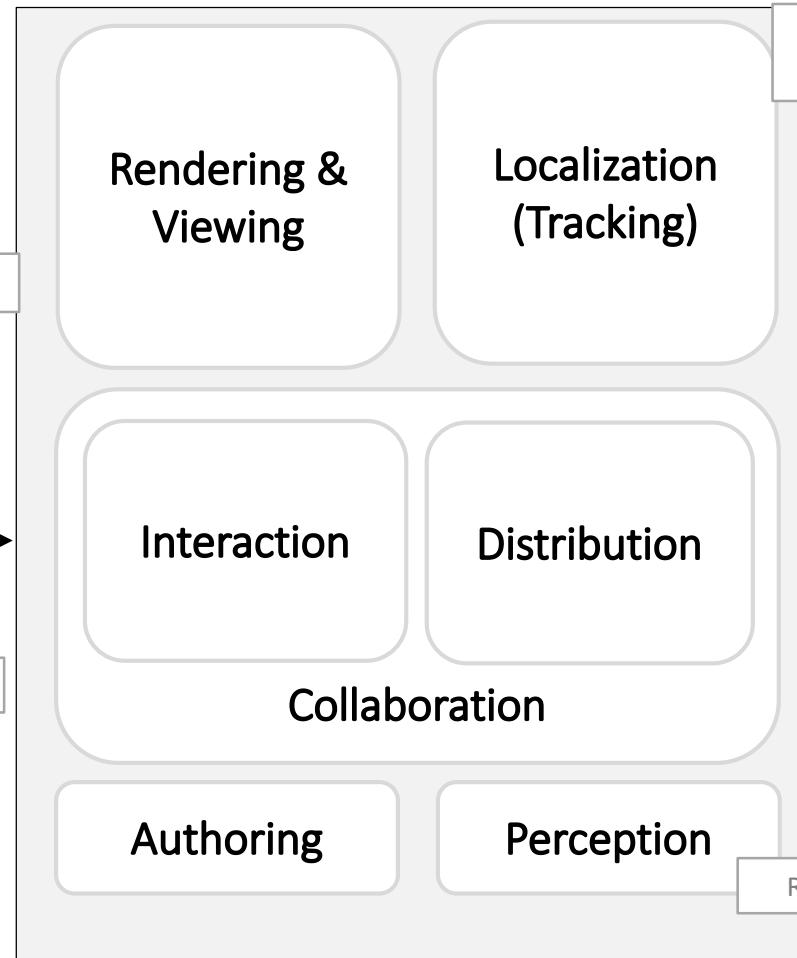 Rendering &
Viewing
Localization
(Tracking)
Interaction
Distribution
Collaboration
Authoring
Perception
R